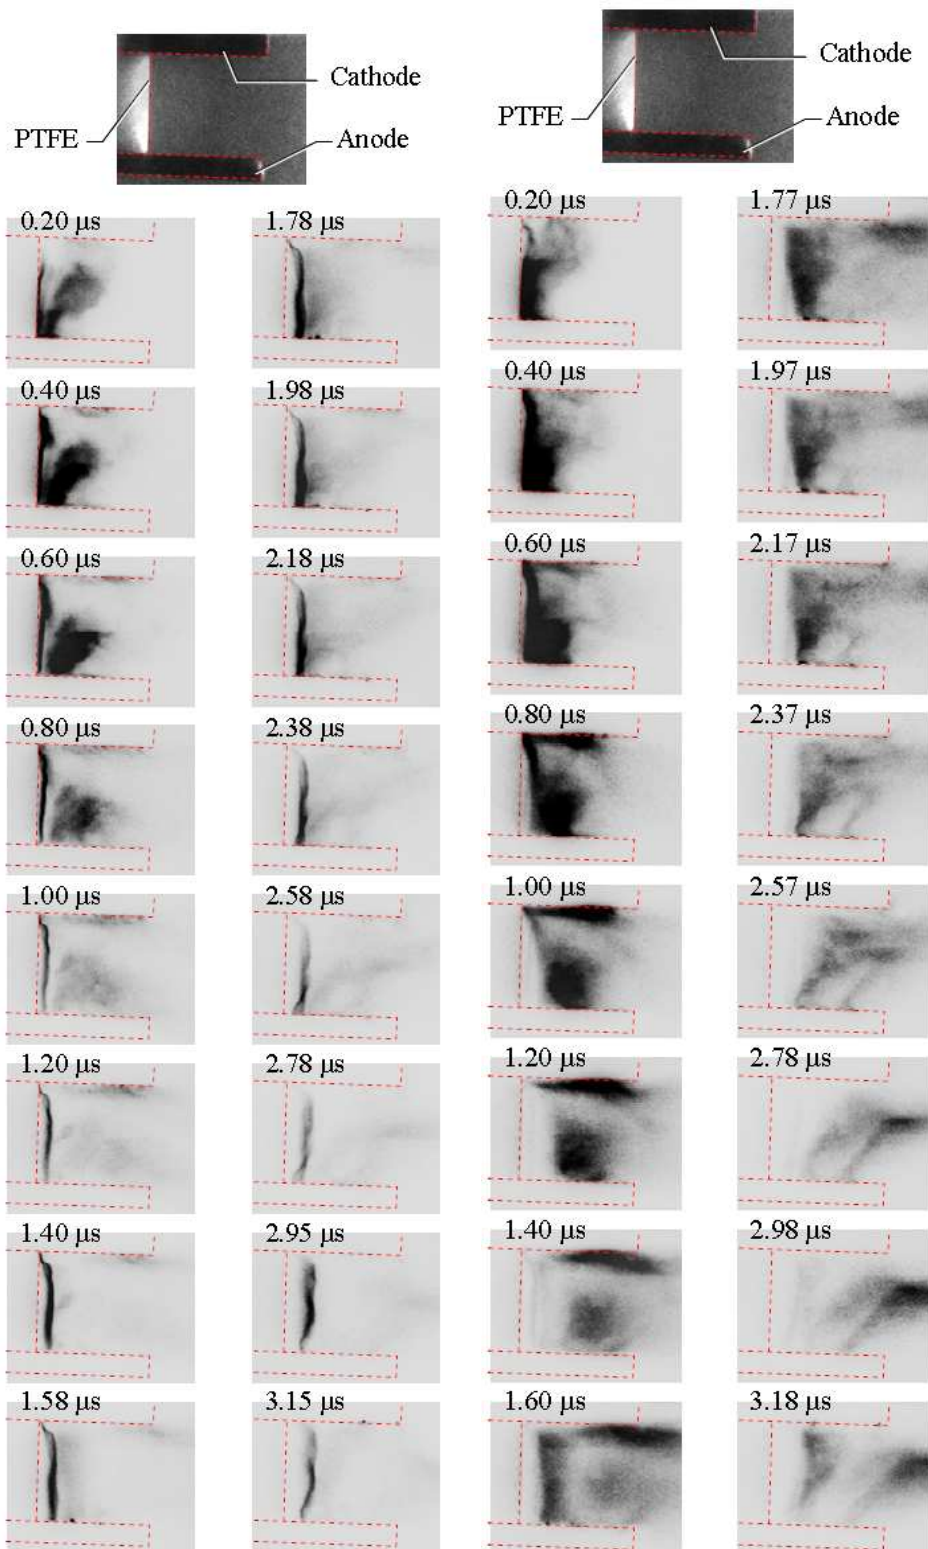 Cathode
PTFE
Anode
0.20 μs
1.78 μs
0.40 μs
1.98 μs
0.60 μs
2.18 μs
0.80 μs
2.38 μs
1.00 μs
2.58 μs
1.20 μs
2.78 μs
1.40 μs
2.95 μs
1.58 μs
3.15 μs
Cathode
PTFE
Anode
0.20 μs
1.77 μs
0.40 μs
1.97 μs
0.60 μs
2.17 μs
0.80 μs
2.37 μs
1.00 μs
2.57 μs
1.20 μs
2.78 μs
1.40 μs
2.98 μs
1.60 μs
3.18 μs